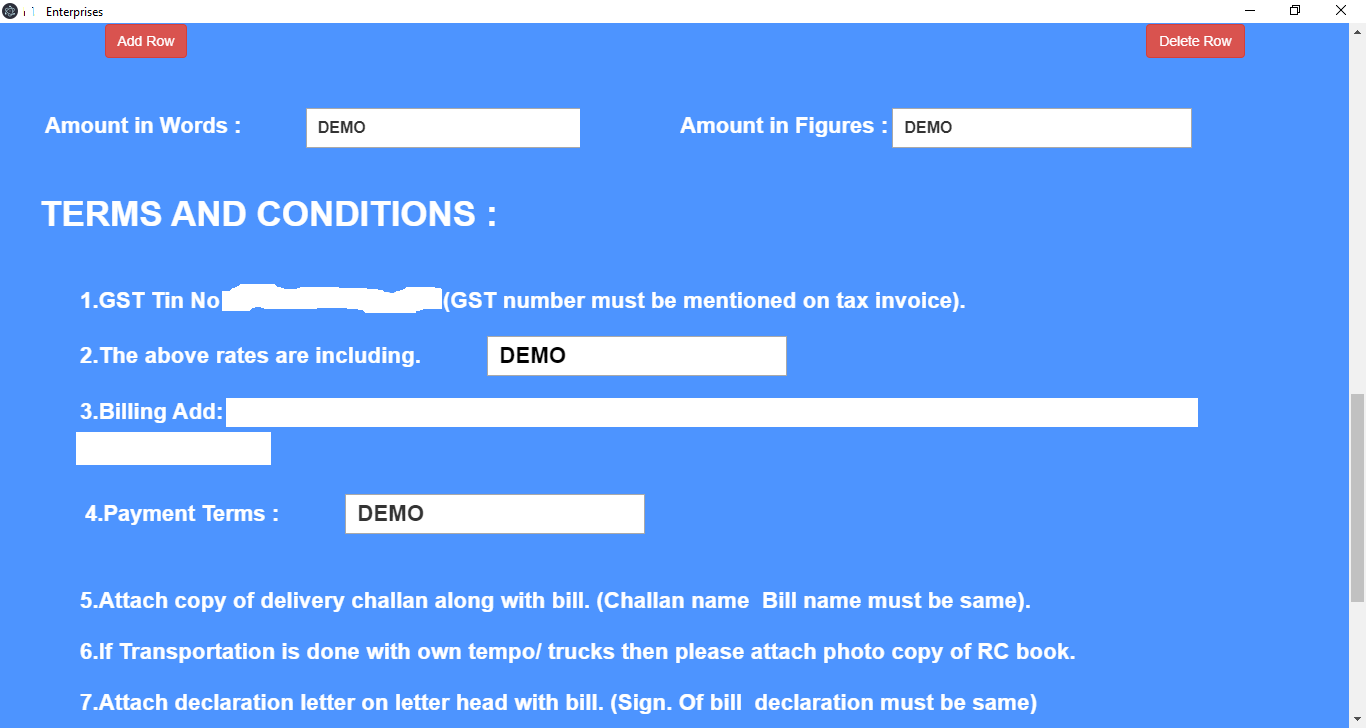 Enterprises
Add Row Delete Row
Amount in Words : DEMO Amount in Figures : DEMO
TERMS AND CONDITIONS :
1.GST Tin No (GST number must be mentioned on tax invoice).
2.The above rates are including. DEMO
3.Billing Add:
4.Payment Terms : DEMO
5.Attach copy of delivery challan along with bill. (Challan name  Bill name must be same).
6.If Transportation is done with own tempo/ trucks then please attach photo copy of RC book.
7.Attach declaration letter on letter head with bill. (Sign. Of bill  declaration must be same)